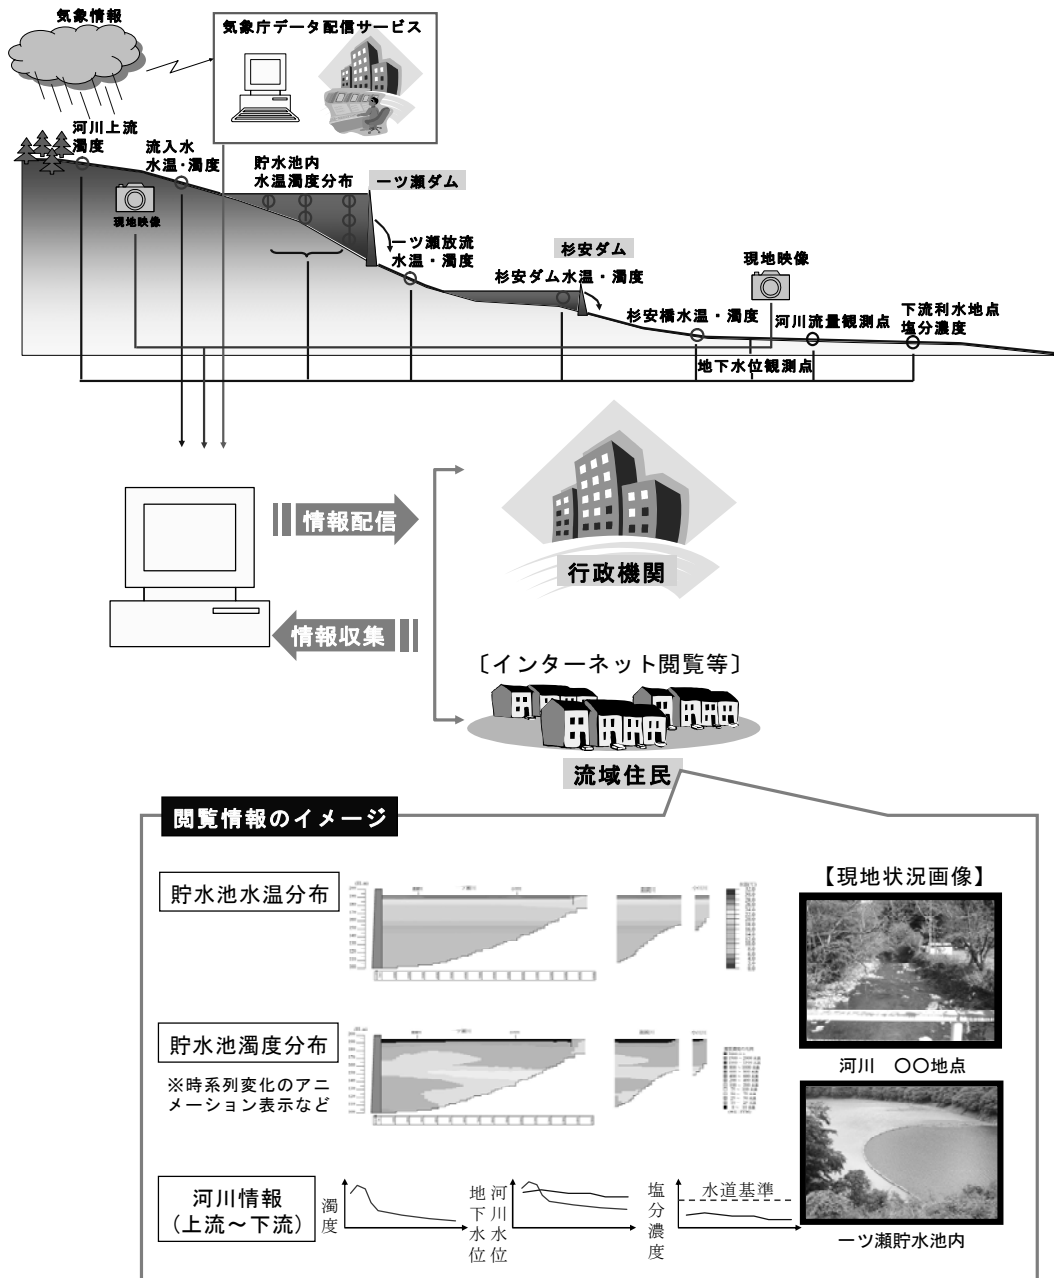 気象情報
気象庁データ配信サービス
河川上流
濁度
流入水
水温・濁度
貯水池内
水温濁度分布
一ツ瀬ダム
現地映像
一ツ瀬放流
水温・濁度
杉安ダム
杉安ダム水温・濁度
現地映像
杉安橋水温・濁度
河川流量観測点
下流利水地点
塩分濃度
地下水位観測点
情報配信
行政機関
情報収集
〔インターネット閲覧等〕
流域住民
閲覧情報のイメージ
貯水池水温分布
【現地状況画像】
河川 〇〇地点
貯水池濁度分布
※時系列変化のアニ
メーション表示など
河川情報
(上流～下流)
濁度
地下水位
河川水位
塩分濃度
水道基準
一ツ瀬貯水池内